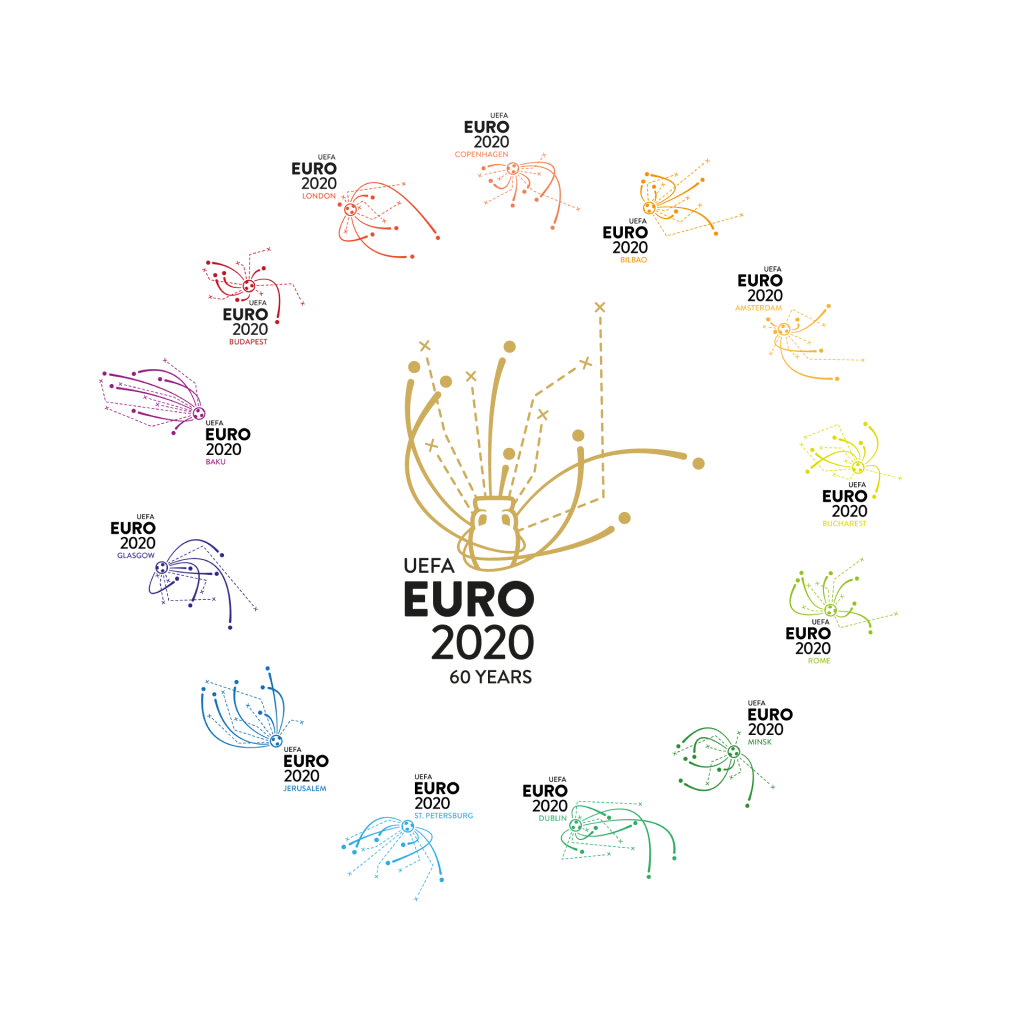 UEFA
EURO
2020
COPENHAGEN
UEFA
EURO
2020
LONDON
UEFA
EURO
2020
BILBAO
UEFA
EURO
2020
AMSTERDAM
UEFA
EURO
2020
BUDAPEST
UEFA
EURO
2020
BAKU
UEFA
EURO
2020
BUCHAREST
UEFA
EURO
2020
GLASGOW
UEFA
EURO
2020
60 YEARS
UEFA
EURO
2020
ROME
UEFA
EURO
2020
MINSK
UEFA
EURO
2020
JERUSALEM
UEFA
EURO
2020
ST. PETERSBURG
UEFA
EURO
2020
DUBLIN